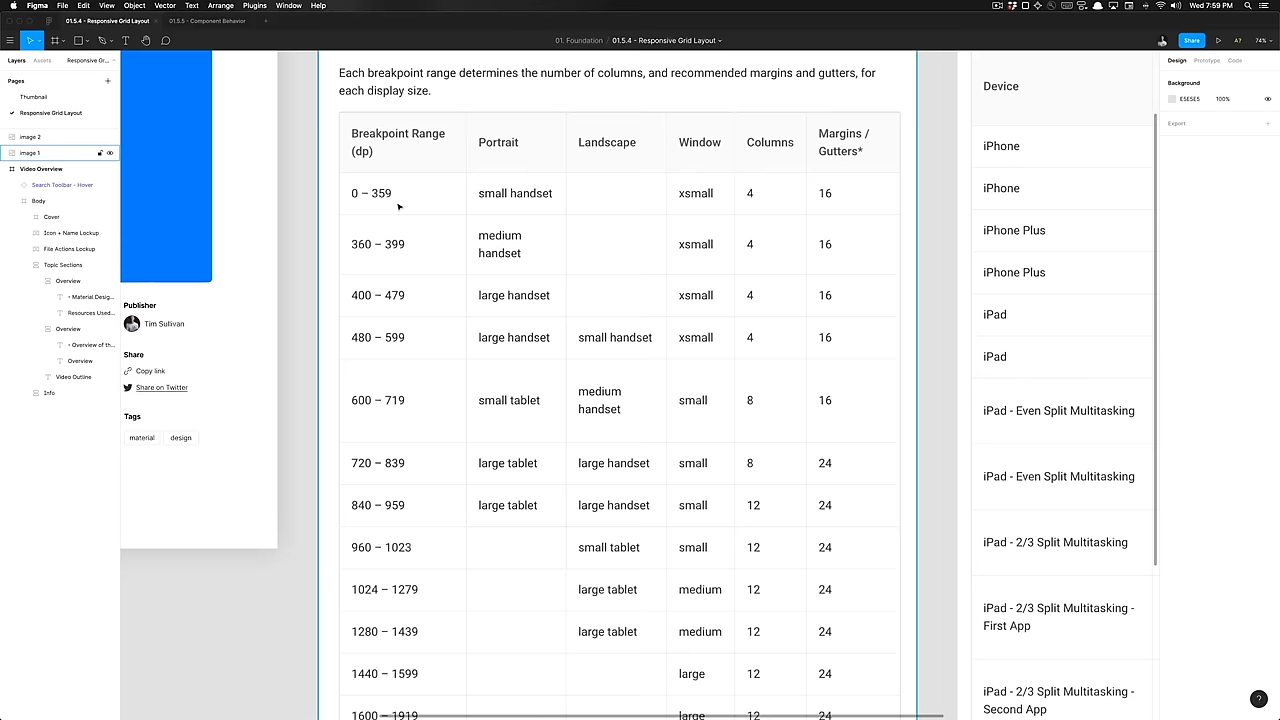 Figma File Edit View Object Vector Text Arrange Plugins Window Help
Wed 7:59 PM
01.5.4 - Responsive Grid Layout
01.5.5 - Component Behavior
01. Foundation / 01.5.4 - Responsive Grid Layout
Share
A?
74%
Layers Assets Responsive Gr...
Pages
Thumbnail
Responsive Grid Layout
image 2
image 1
Video Overview
Search Toolbar - Hover
Body
Cover
Icon + Name Lockup
File Actions Lockup
Topic Sections
Overview
• Material Desig...
Resources Used...
Overview
• Overview of th...
Overview
Video Outline
Info
Publisher
Tim Sullivan
Share
Copy link
Share on Twitter
Tags
material design
Each breakpoint range determines the number of columns, and recommended margins and gutters, for
each display size.
Breakpoint Range
(dp)
Portrait
Landscape
Window
Columns
Margins /
Gutters*
0 – 359 small handset xsmall 4 16
360 – 399 medium
handset xsmall 4 16
400 – 479 large handset xsmall 4 16
480 – 599 large handset small handset xsmall 4 16
600 – 719 small tablet medium
handset small 8 16
720 – 839 large tablet large handset small 8 24
840 – 959 large tablet large handset small 12 24
960 – 1023 small tablet small 12 24
1024 – 1279 large tablet medium 12 24
1280 – 1439 large tablet medium 12 24
1440 – 1599 large 12 24
1600 – 1919 large 12 24
Device
iPhone
iPhone
iPhone Plus
iPhone Plus
iPad
iPad
iPad - Even Split Multitasking
iPad - Even Split Multitasking
iPad - 2/3 Split Multitasking
iPad - 2/3 Split Multitasking -
First App
iPad - 2/3 Split Multitasking -
Second App
Design Prototype Code
Background
E5E5E5 100%
Export
?